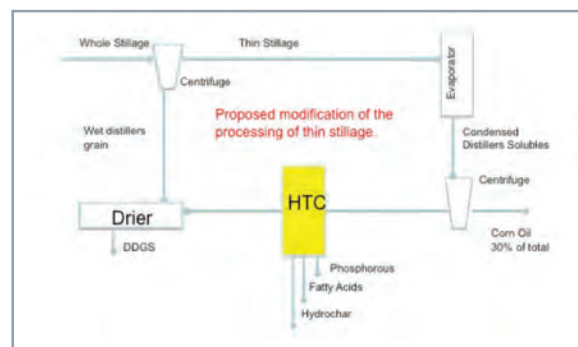 Whole Stillage
Thin Stillage
Evaporator
Centrifuge
Proposed modification of the
processing of thin stillage.
Wet distillers
grain
Condensed
Distillers Solubles
Centrifuge
HTC
Drier
Corn Oil
30% of total
DDGS
Phosphorous
Fatty Acids
Hydrochar